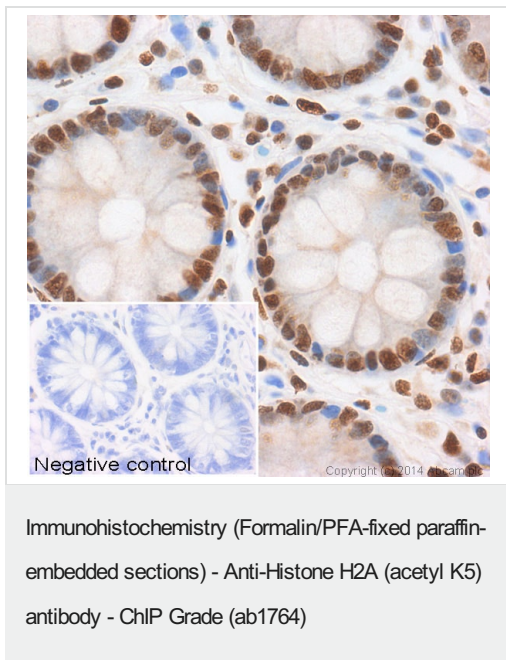 Negative control
Copyright (c) 2014 Abcam plc
Immunohistochemistry (Formalin/PFA-fixed paraffin-
embedded sections) - Anti-Histone H2A (acetyl K5)
antibody - ChIP Grade (ab1764)